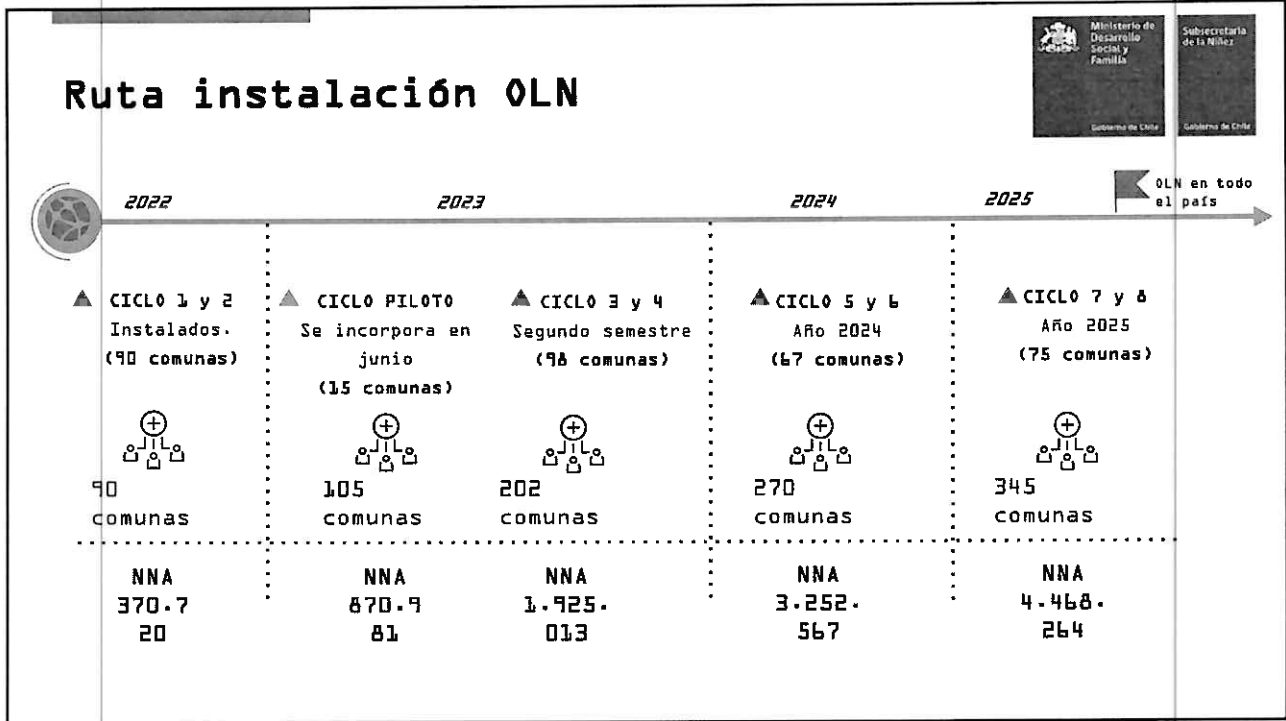 Ministerio de
Desarrollo
Social y
Familia
Gobierno de Chile
Subsecretaría
de la Niñez
Gobierno de Chile
Ruta instalación OLN
2022
2023
2024
2025
OLN en todo
el país
CICLO 1 y 2
Instalados.
(90 comunas)
CICLO PILOTO
Se incorpora en
junio
(15 comunas)
CICLO 3 y 4
Segundo semestre
(98 comunas)
CICLO 5 y 6
Año 2024
(67 comunas)
CICLO 7 y 8
Año 2025
(75 comunas)
90
comunas
105
comunas
202
comunas
270
comunas
345
comunas
NNA
370.7
20
NNA
870.9
81
NNA
1.925.
013
NNA
3.252.
567
NNA
4.468.
264